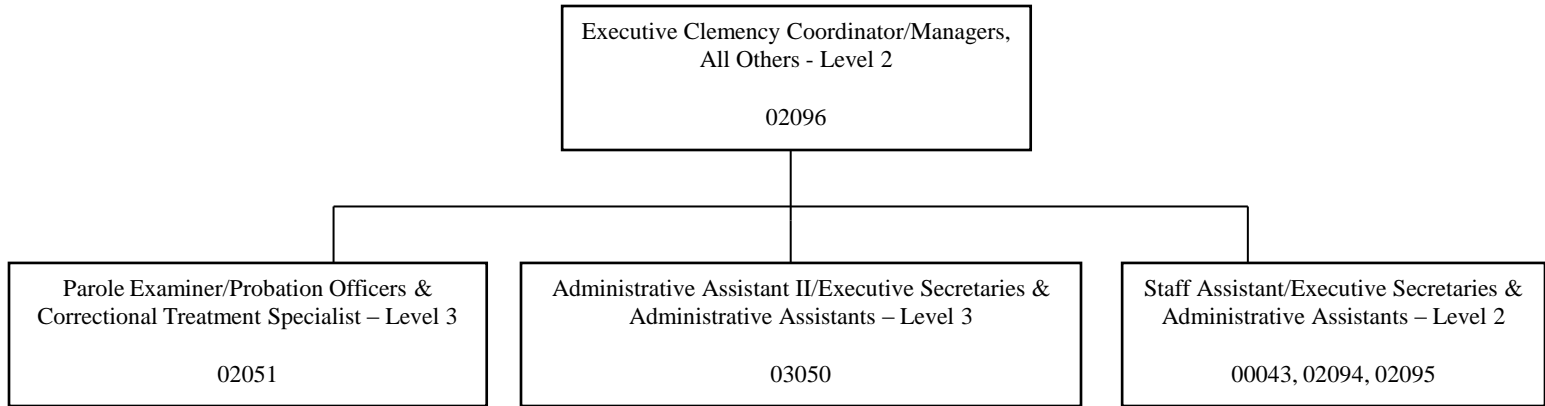 Executive Clemency Coordinator/Managers,
All Others - Level 2
02096
Parole Examiner/Probation Officers &
Correctional Treatment Specialist – Level 3
02051
Administrative Assistant II/Executive Secretaries &
Administrative Assistants – Level 3
03050
Staff Assistant/Executive Secretaries &
Administrative Assistants – Level 2
00043, 02094, 02095